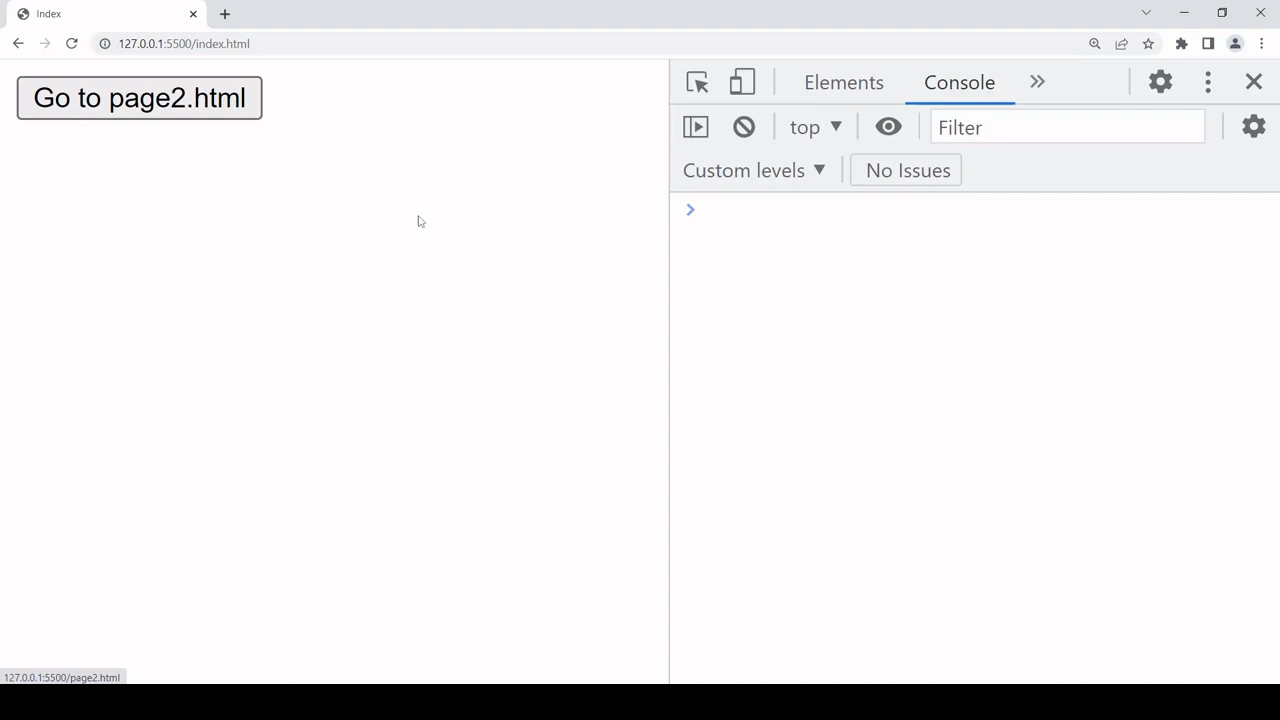 Index
127.0.0.1:5500/index.html
Go to page2.html
Elements
Console
top
Filter
Custom levels
No Issues
127.0.0.1:5500/page2.html